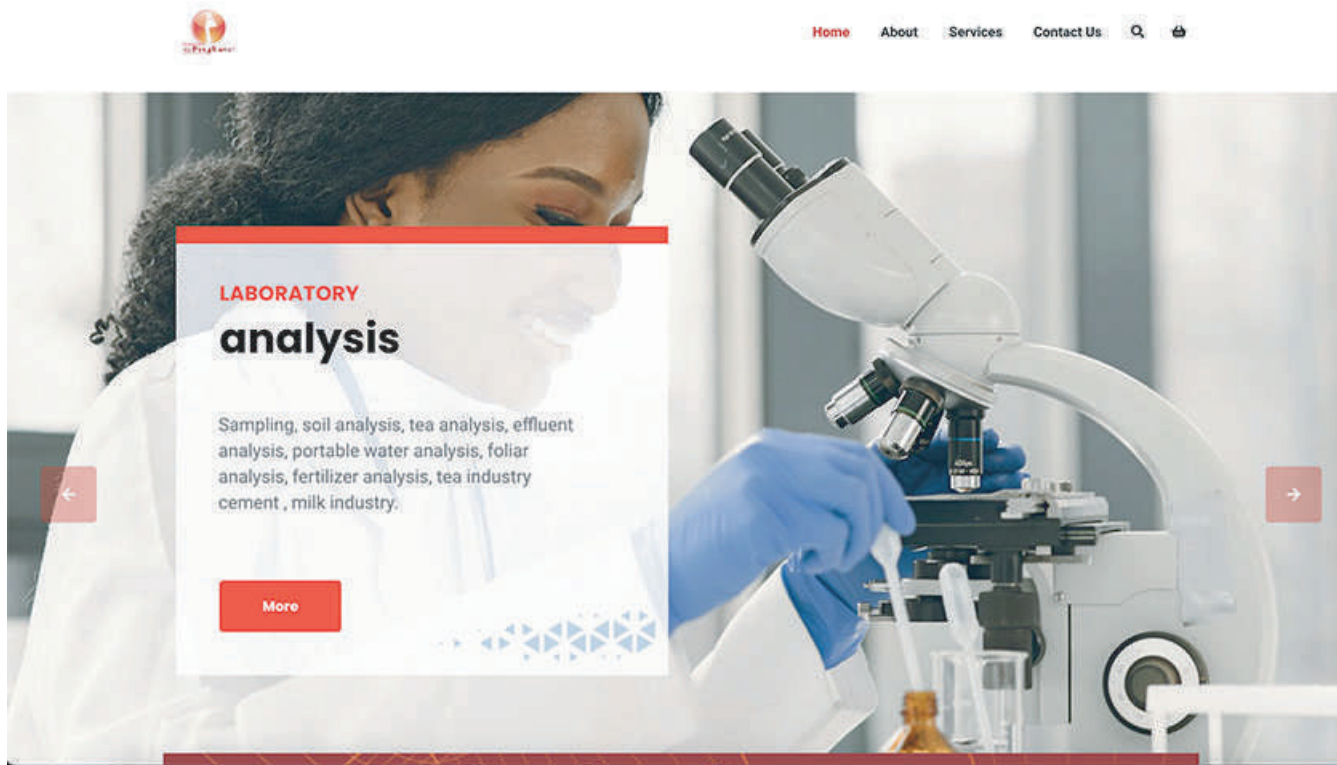 Home About Services Contact Us
LABORATORY
analysis
Sampling, soil analysis, tea analysis, effluent
analysis, portable water analysis, foliar
analysis, fertilizer analysis, tea industry
cement , milk industry.
More